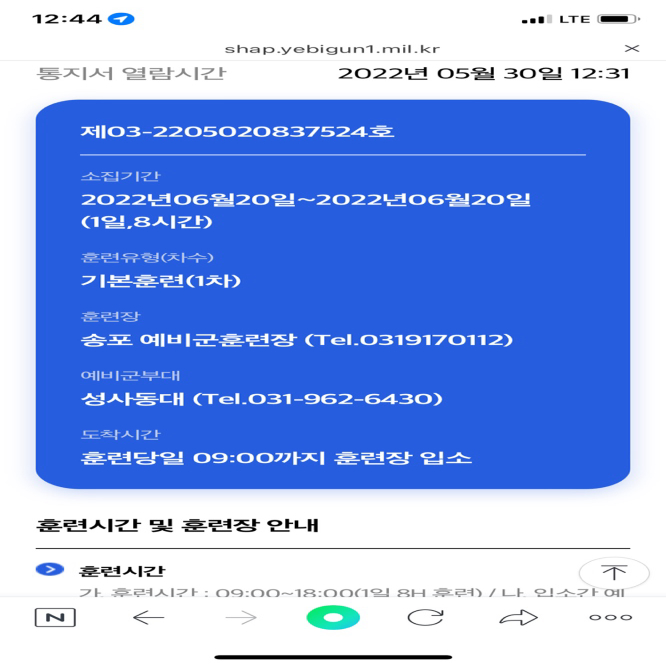 12:44
LTE
shap.yebigun1.mil.kr
통지서 열람시간 2022년 05월 30일 12:31
제03-2205020837524호
소집기간
2022년06월20일~2022년06월20일
(1일,8시간)
훈련유형(차수)
기본훈련(1차)
훈련장
송포 예비군훈련장 (Tel.0319170112)
예비군부대
성사동대 (Tel.031-962-6430)
도착시간
훈련당일 09:00까지 훈련장 입소
훈련시간 및 훈련장 안내
훈련시간
가. 훈련시간 : 09:00~18:00(1일 8H 훈련) / 나. 입소간 예
N